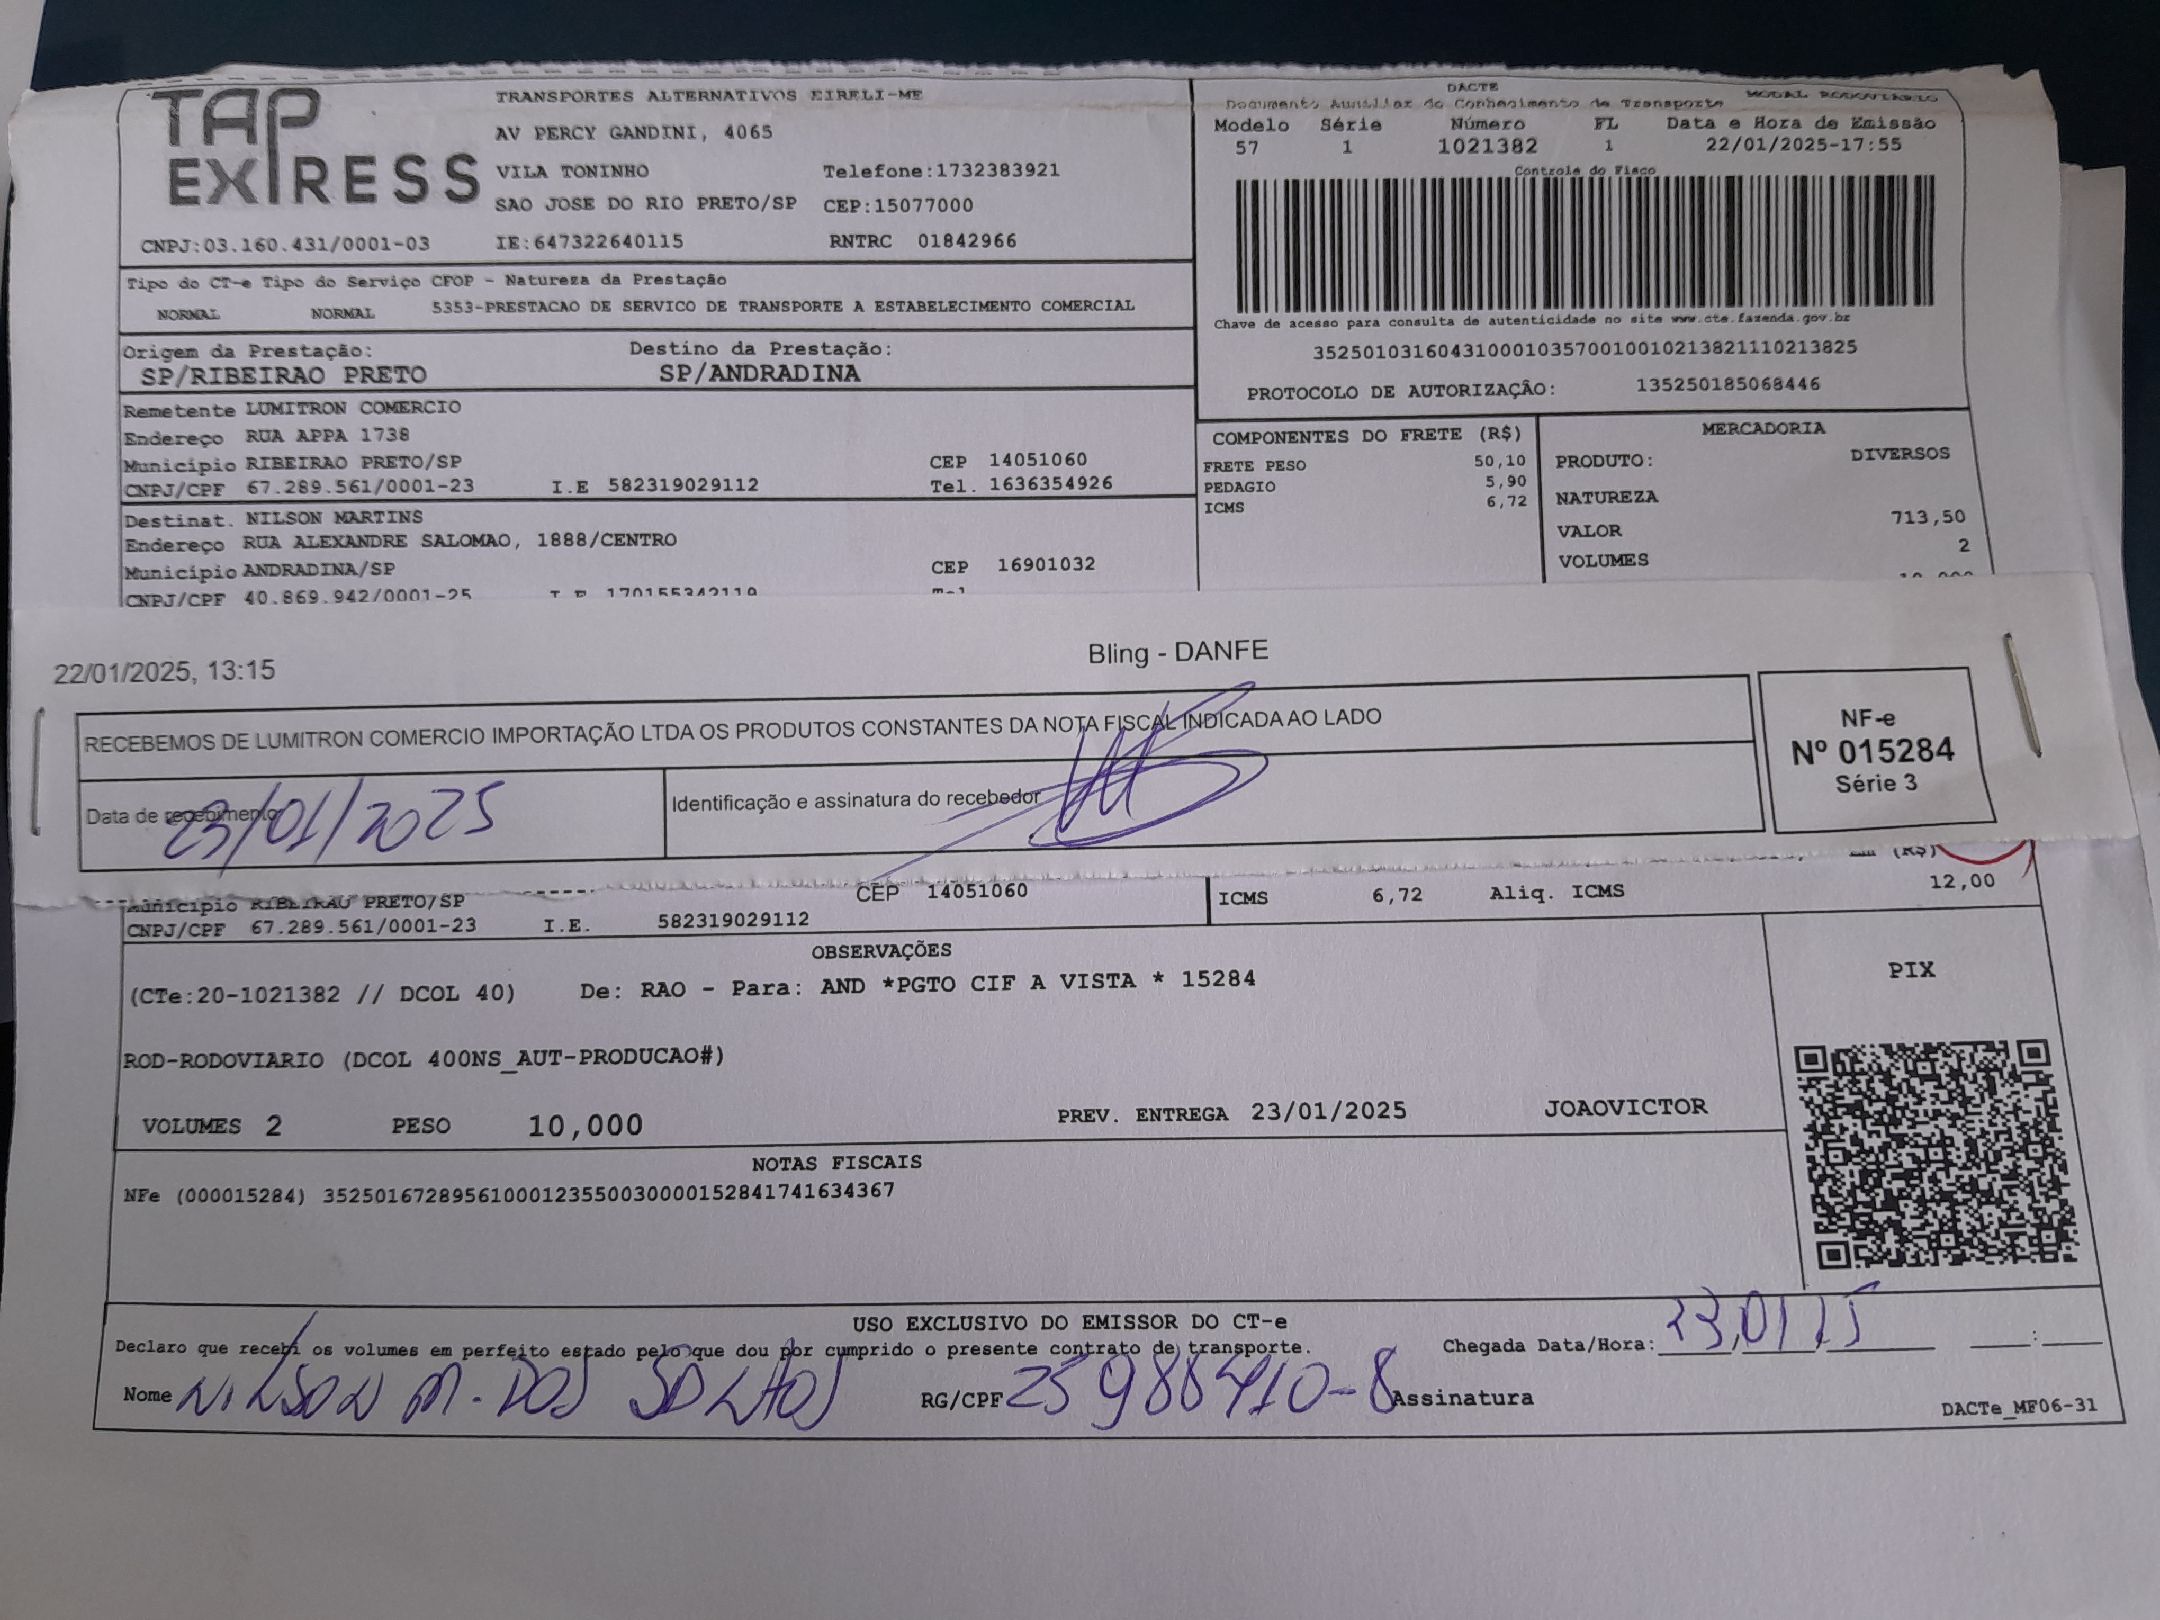 TAP EXPRESS
TRANSPORTES ALTERNATIVOS EIRELI-ME
AV PERCY GANDINI, 4065
VILA TONINHO Telefone:1732383921
SAO JOSE DO RIO PRETO/SP CEP:15077000
CNPJ:03.160.431/0001-03 IE:647322640115 RNTRC 01842966
DACTE
Documento Auxiliar do Conhecimento de Transporte MODAL RODOVIARIO
Modelo Série Número FL Data e Hora de Emissão
57 1 1021382 1 22/01/2025-17:55
Controle do Fisco
Chave de acesso para consulta de autenticidade no site www.cte.fazenda.gov.br
35250103160431000103570010010213821110213825
PROTOCOLO DE AUTORIZAÇÃO: 135250185068446
Tipo do CT-e Tipo do Serviço CFOP - Natureza da Prestação
NORMAL NORMAL 5353-PRESTACAO DE SERVICO DE TRANSPORTE A ESTABELECIMENTO COMERCIAL
Origem da Prestação: Destino da Prestação:
SP/RIBEIRAO PRETO SP/ANDRADINA
Remetente LUMITRON COMERCIO
Endereço RUA APPA 1738
Município RIBEIRAO PRETO/SP CEP 14051060
CNPJ/CPF 67.289.561/0001-23 I.E 582319029112 Tel. 1636354926
Destinat. NILSON MARTINS
Endereço RUA ALEXANDRE SALOMAO, 1888/CENTRO
Município ANDRADINA/SP CEP 16901032
CNPJ/CPF 40.869.942/0001-25 I.E 170155342119
COMPONENTES DO FRETE (R$)
FRETE PESO 50,10
PEDAGIO 5,90
ICMS 6,72
MERCADORIA
PRODUTO: DIVERSOS
NATUREZA
VALOR 713,50
VOLUMES 2
22/01/2025, 13:15 Bling - DANFE
RECEBEMOS DE LUMITRON COMERCIO IMPORTAÇÃO LTDA OS PRODUTOS CONSTANTES DA NOTA FISCAL INDICADA AO LADO
Data de recebimento 23/01/2025
Identificação e assinatura do recebedor
NF-e
Nº 015284
Série 3
Município RIBEIRAO PRETO/SP CEP 14051060
CNPJ/CPF 67.289.561/0001-23 I.E. 582319029112
(R$)
ICMS 6,72 Aliq. ICMS 12,00
OBSERVAÇÕES
(CTe:20-1021382 // DCOL 40) De: RAO - Para: AND *PGTO CIF A VISTA * 15284
ROD-RODOVIARIO (DCOL 400NS_AUT-PRODUCAO#)
VOLUMES 2 PESO 10,000 PREV. ENTREGA 23/01/2025 JOAOVICTOR
PIX
NOTAS FISCAIS
NFe (000015284) 35250167289561000123550030000152841741634367
USO EXCLUSIVO DO EMISSOR DO CT-e
Declaro que recebi os volumes em perfeito estado pelo que dou por cumprido o presente contrato de transporte. Chegada Data/Hora: 23,01 25 :
Nome NILSON M. DOS SANTOS RG/CPF 25988410-8 Assinatura
DACTe_MF06-31